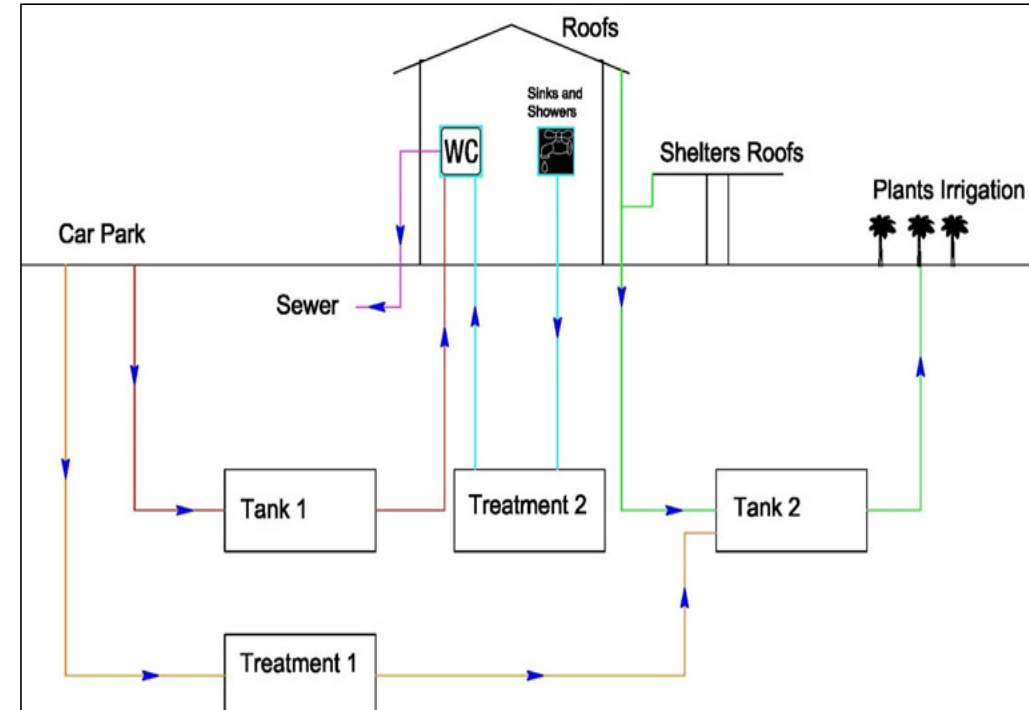 Roofs
Sinks and
Showers
WC
Shelters Roofs
Plants Irrigation
Car Park
Sewer
Tank 1
Treatment 2
Tank 2
Treatment 1